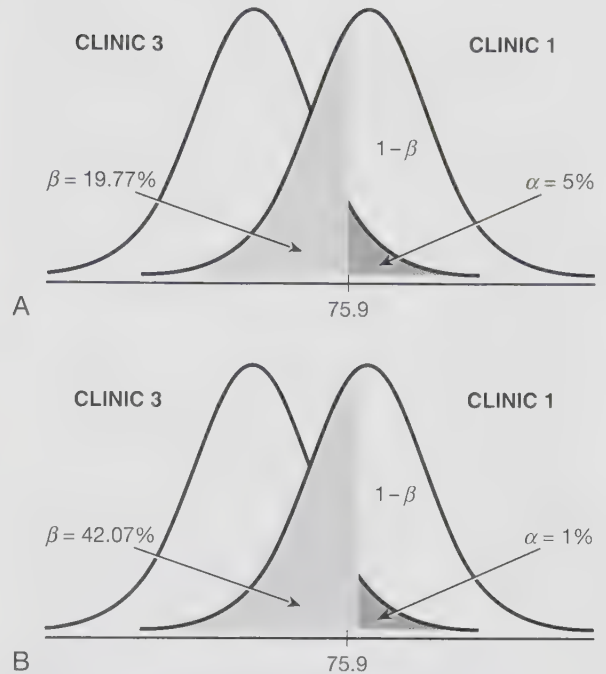 CLINIC 3
CLINIC 1
1 – β
β = 19.77%
α = 5%
A
75.9
CLINIC 3
CLINIC 1
1 – β
β = 42.07%
α = 1%
B
75.9